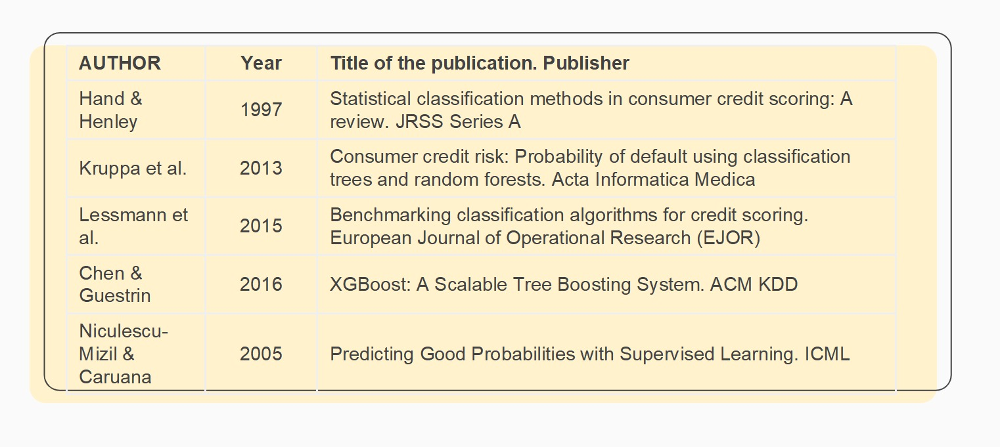 AUTHOR Year Title of the publication. Publisher
Hand &
Henley
1997
Statistical classification methods in consumer credit scoring: A
review. JRSS Series A
Kruppa et al.
2013
Consumer credit risk: Probability of default using classification
trees and random forests. Acta Informatica Medica
Lessmann et
al.
2015
Benchmarking classification algorithms for credit scoring.
European Journal of Operational Research (EJOR)
Chen &
Guestrin
2016
XGBoost: A Scalable Tree Boosting System. ACM KDD
Niculescu-
Mizil &
Caruana
2005
Predicting Good Probabilities with Supervised Learning. ICML